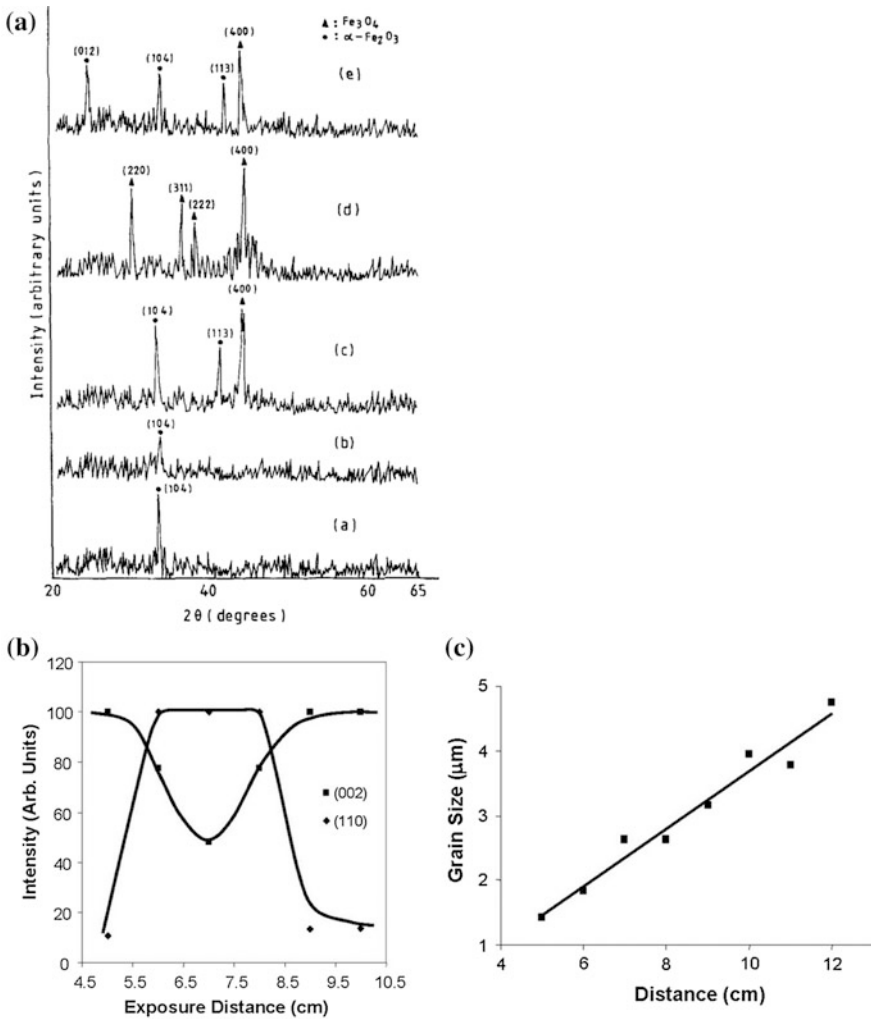 (a)
▲ : Fe3O4
• : α-Fe2O3
(400)
(012)
(104)
(113)
(e)
(400)
(220)
(311)
(222)
(d)
(400)
(104)
(113)
(c)
(104)
(b)
(104)
(a)
Intensity (arbitrary units)
20 40 60 65
2θ (degrees)
(b)
120
100
80
60
40
20
0
Intensity (Arb. Units)
■ (002)
◆ (110)
4.5 5.5 6.5 7.5 8.5 9.5 10.5
Exposure Distance (cm)
(c)
5
4
3
2
1
Grain Size (μm)
4 6 8 10 12
Distance (cm)